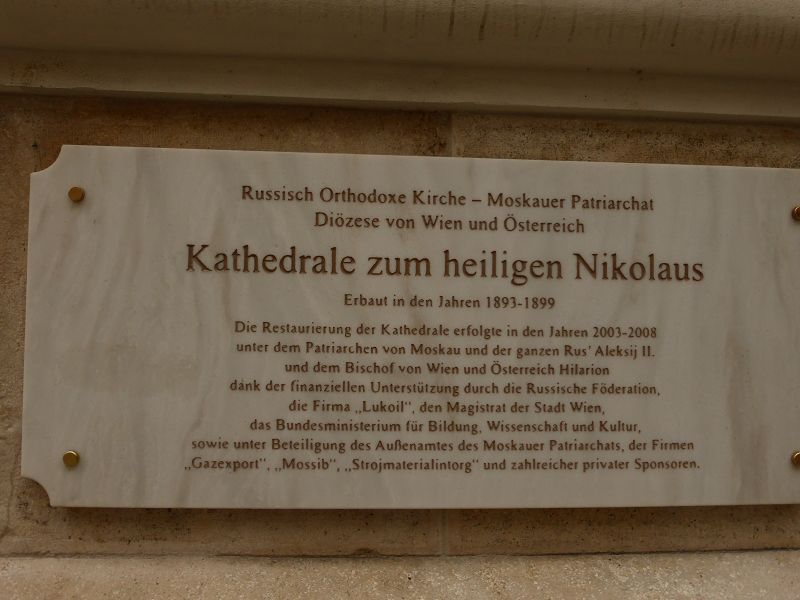 Russisch Orthodoxe Kirche – Moskauer Patriarchat
Diözese von Wien und Österreich
Kathedrale zum heiligen Nikolaus
Erbaut in den Jahren 1893-1899
Die Restaurierung der Kathedrale erfolgte in den Jahren 2003-2008
unter dem Patriarchen von Moskau und der ganzen Rus' Aleksij II.
und dem Bischof von Wien und Österreich Hilarion
dank der finanziellen Unterstützung durch die Russische Föderation,
die Firma „Lukoil", den Magistrat der Stadt Wien,
das Bundesministerium für Bildung, Wissenschaft und Kultur,
sowie unter Beteiligung des Außenamtes des Moskauer Patriarchats, der Firmen
„Gazexport", „Mossib", „Strojmaterialintorg" und zahlreicher privater Sponsoren.